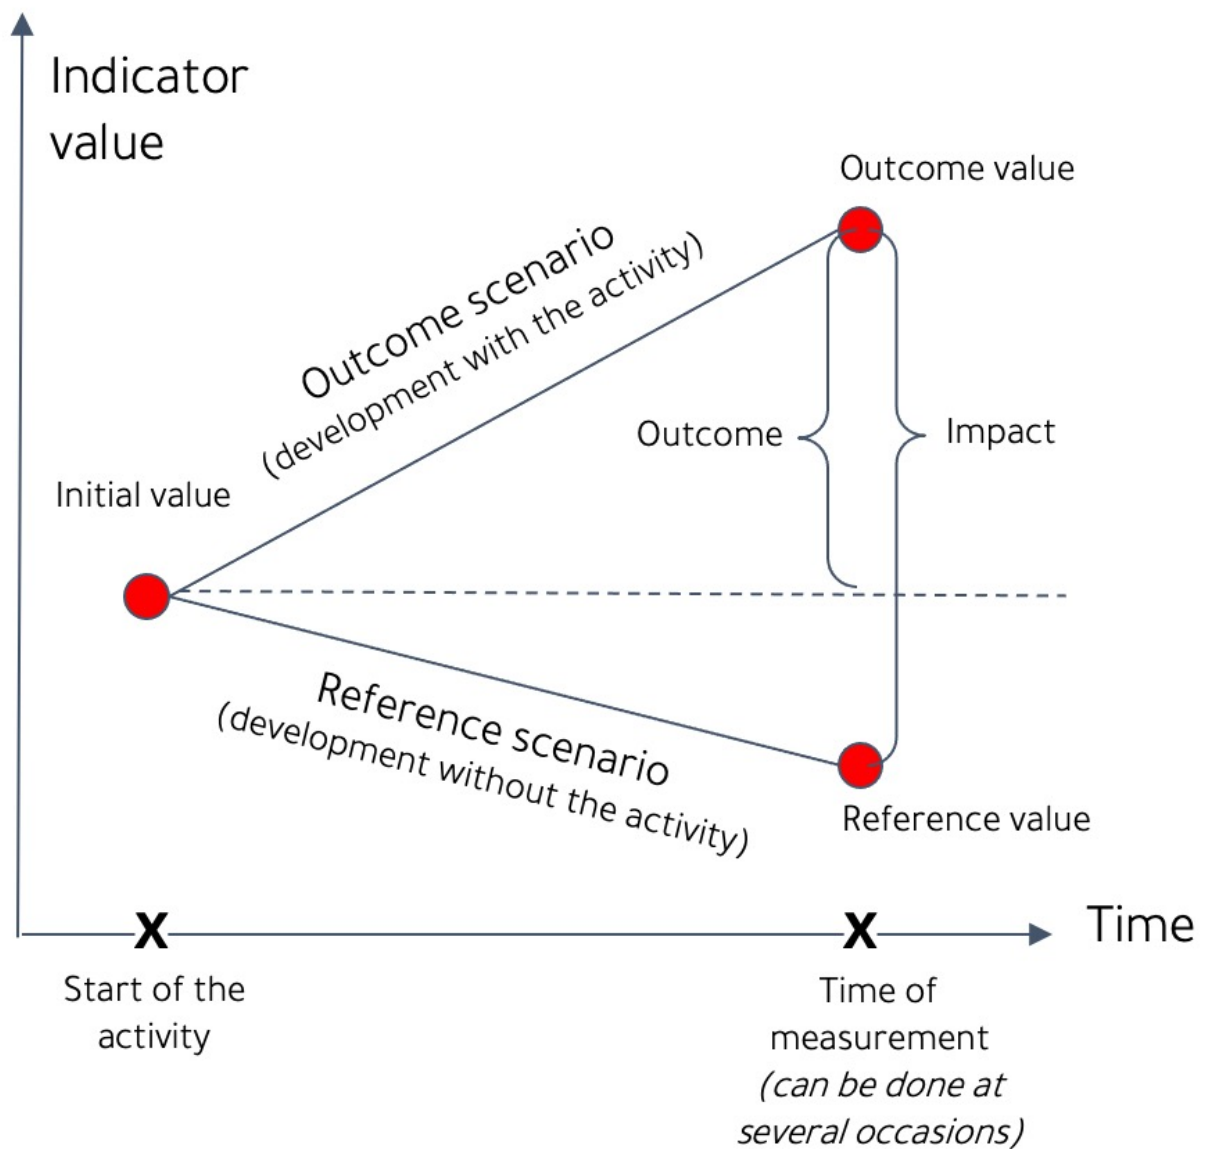 Indicator
value
Outcome value
Outcome scenario
(development with the activity)
Outcome
Impact
Initial value
Reference scenario
(development without the activity)
Reference value
X
X
Time
Start of the
activity
Time of
measurement
(can be done at
several occasions)